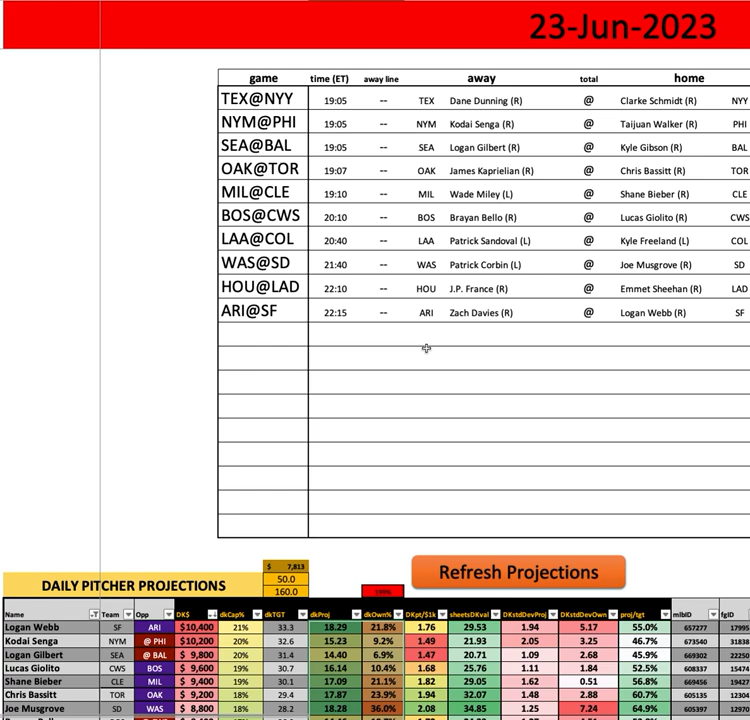 23-Jun-2023
game time (ET) away line away total home
TEX@NYY 19:05 -- TEX Dane Dunning (R) @ Clarke Schmidt (R) NYY
NYM@PHI 19:05 -- NYM Kodai Senga (R) @ Taijuan Walker (R) PHI
SEA@BAL 19:05 -- SEA Logan Gilbert (R) @ Kyle Gibson (R) BAL
OAK@TOR 19:07 -- OAK James Kaprielian (R) @ Chris Bassitt (R) TOR
MIL@CLE 19:10 -- MIL Wade Miley (L) @ Shane Bieber (R) CLE
BOS@CWS 20:10 -- BOS Brayan Bello (R) @ Lucas Giolito (R) CWS
LAA@COL 20:40 -- LAA Patrick Sandoval (L) @ Kyle Freeland (L) COL
WAS@SD 21:40 -- WAS Patrick Corbin (L) @ Joe Musgrove (R) SD
HOU@LAD 22:10 -- HOU J.P. France (R) @ Emmet Sheehan (R) LAD
ARI@SF 22:15 -- ARI Zach Davies (R) @ Logan Webb (R) SF
$ 7,813
Refresh Projections
DAILY PITCHER PROJECTIONS 50.0
160.0
Name Team Opp DK$ dkCap% dkTGT dkProj dkOwn% DKpt/$1k sheetsDKval DKstdDevProj DKstdDevOwn proj/tgt mlbID fgID
Logan Webb SF ARI $10,400 21% 33.3 18.29 21.8% 1.76 29.53 1.94 5.17 55.0% 657277 17995
Kodai Senga NYM @ PHI $10,200 20% 32.6 15.23 9.2% 1.49 21.93 2.05 3.25 46.7% 673540 31838
Logan Gilbert SEA @ BAL $ 9,800 20% 31.4 14.40 6.9% 1.47 20.71 1.09 2.68 45.9% 669302 22250
Lucas Giolito CWS BOS $ 9,600 19% 30.7 16.14 10.4% 1.68 25.76 1.11 1.84 52.5% 608337 15474
Shane Bieber CLE MIL $ 9,400 19% 30.1 17.09 21.1% 1.82 29.05 1.62 0.51 56.8% 669456 19427
Chris Bassitt TOR OAK $ 9,200 18% 29.4 17.87 23.9% 1.94 32.07 1.48 2.88 60.7% 605135 12304
Joe Musgrove SD WAS $ 8,800 18% 28.2 18.28 36.0% 2.08 34.85 1.25 7.24 64.9% 605397 12970